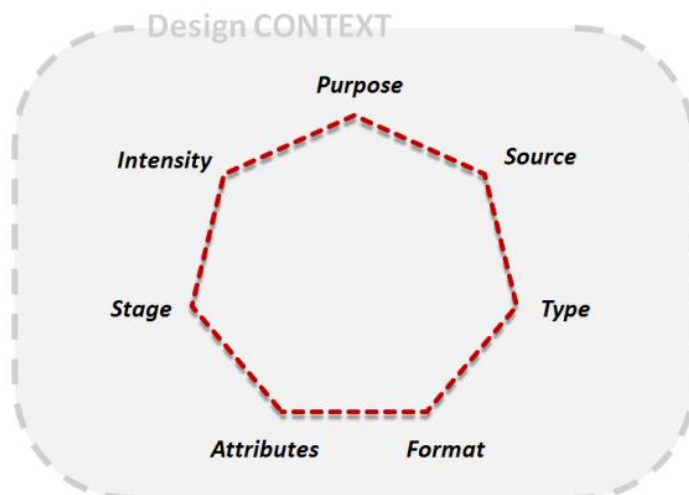 Design CONTEXT
Purpose
Intensity
Source
Stage
Type
Attributes
Format